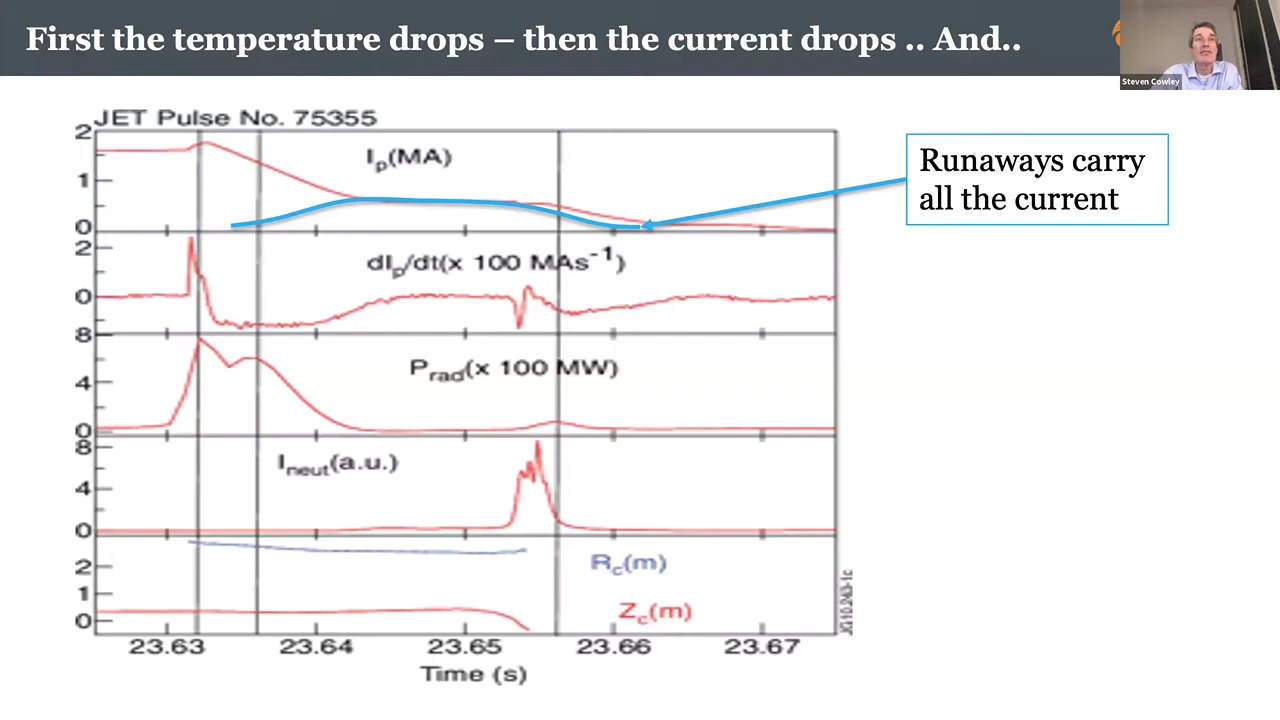 First the temperature drops – then the current drops .. And..
Steven Cowley
JET Pulse No. 75355
2
1
0
Ip(MA)
Runaways carry
all the current
2
0
dIp/dt(x 100 MAs-1)
8
4
0
Prad(x 100 MW)
8
4
0
Ineut(a.u.)
2
1
0
Rc(m)
Zc(m)
JG10.243-1c
23.63 23.64 23.65 23.66 23.67
Time (s)